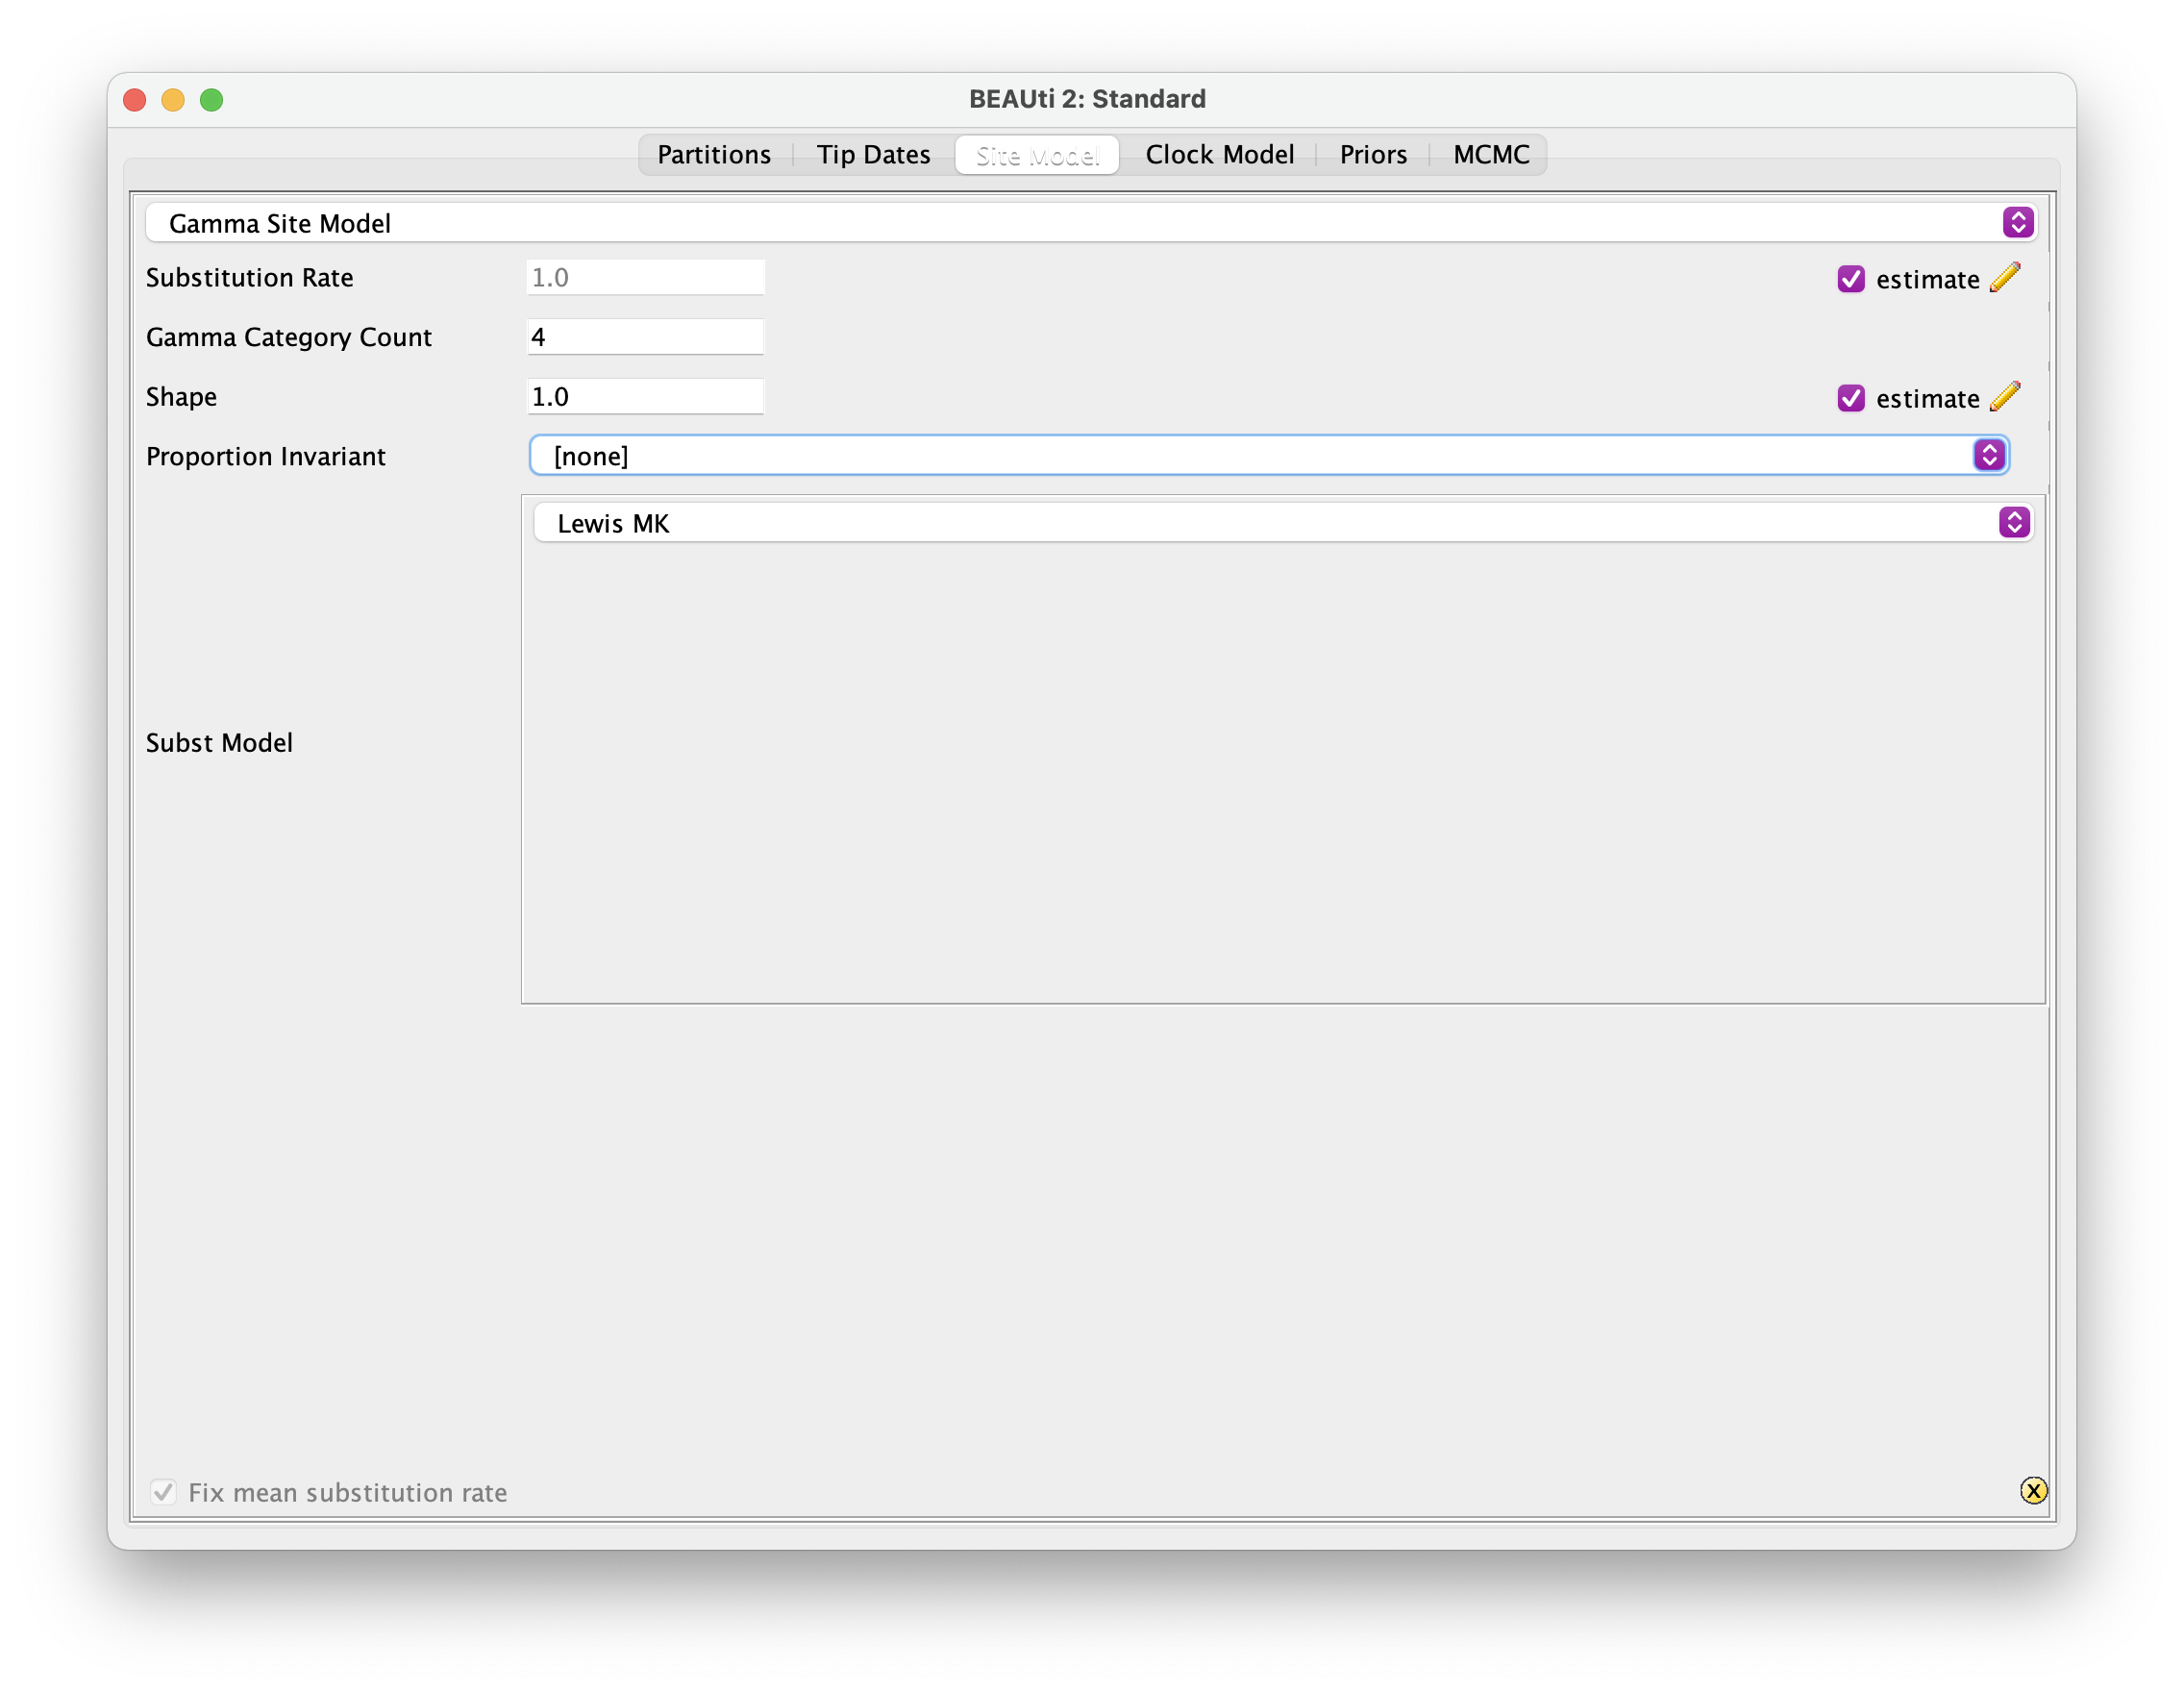 BEAUti 2: Standard
Partitions Tip Dates Site Model Clock Model Priors MCMC
Gamma Site Model
Substitution Rate 1.0 estimate
Gamma Category Count 4
Shape 1.0 estimate
Proportion Invariant [none]
Lewis MK
Subst Model
Fix mean substitution rate x